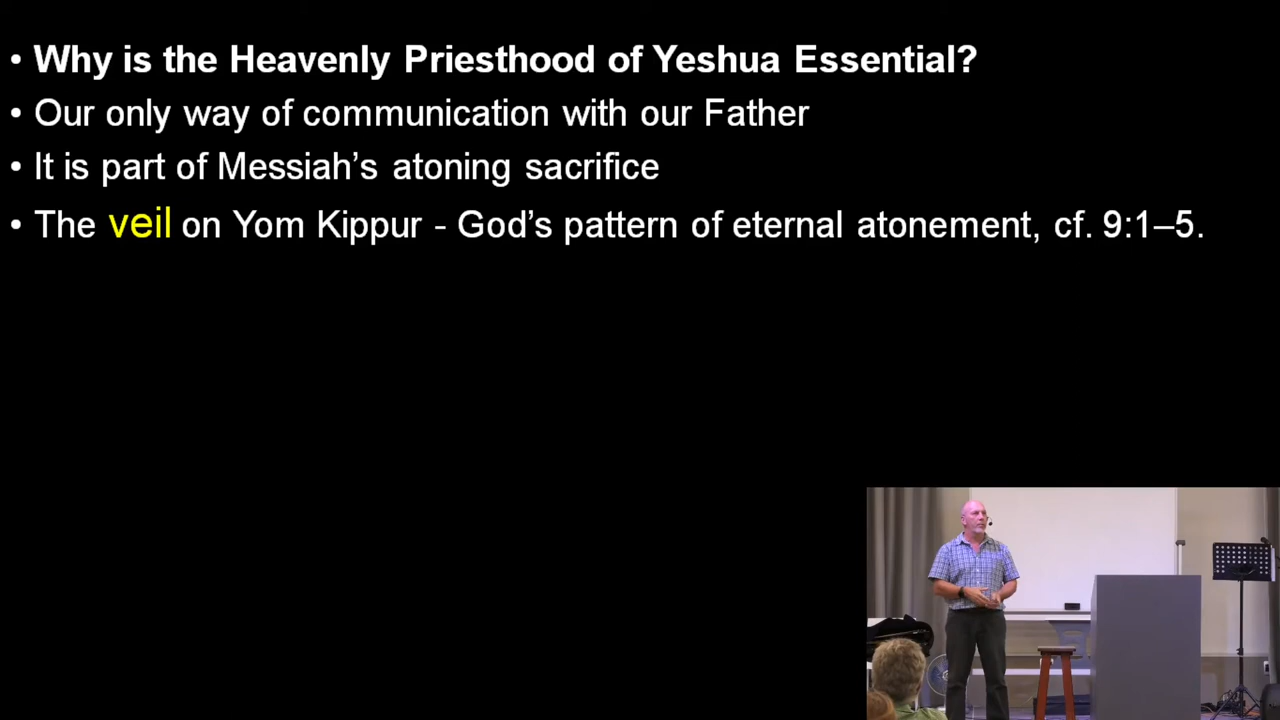 • Why is the Heavenly Priesthood of Yeshua Essential?
• Our only way of communication with our Father
• It is part of Messiah’s atoning sacrifice
• The veil on Yom Kippur - God’s pattern of eternal atonement, cf. 9:1–5.